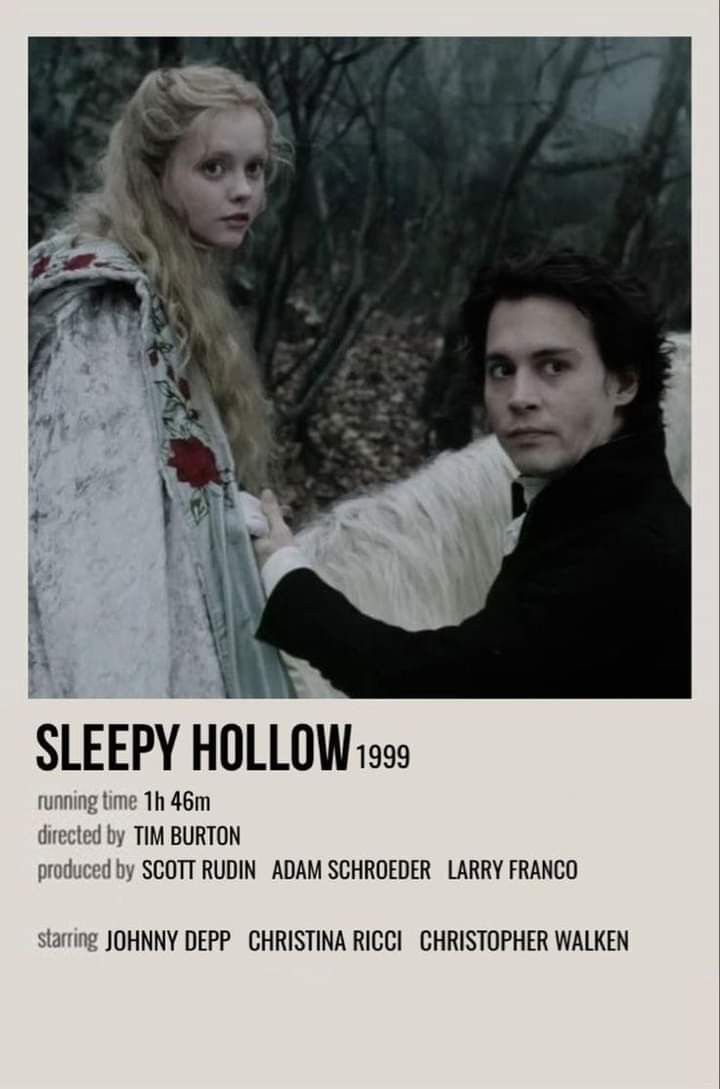 SLEEPY HOLLOW 1999
running time 1h 46m
directed by TIM BURTON
produced by SCOTT RUDIN ADAM SCHROEDER LARRY FRANCO
starring JOHNNY DEPP CHRISTINA RICCI CHRISTOPHER WALKEN